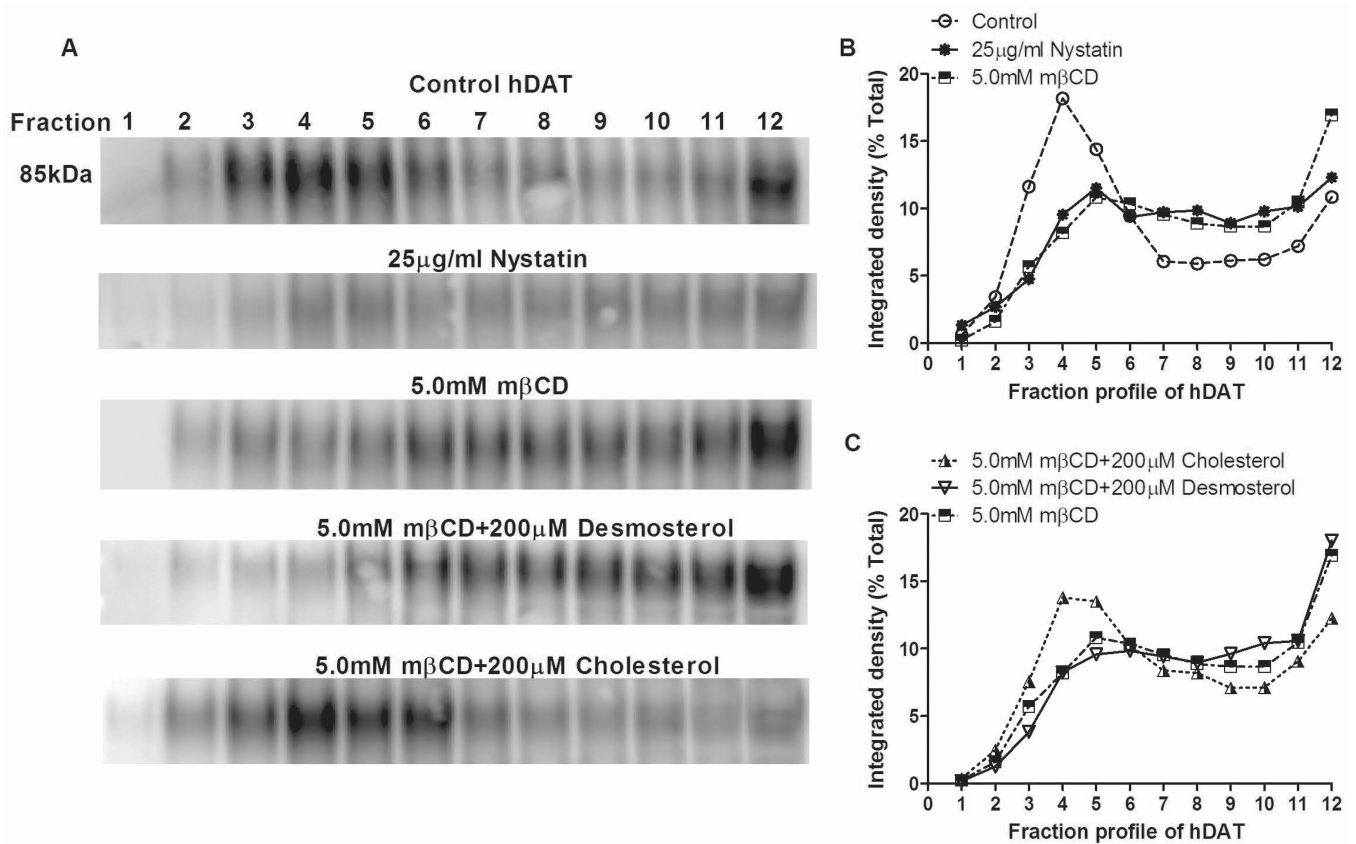 A
Control hDAT
Fraction 1 2 3 4 5 6 7 8 9 10 11 12
85kDa
25μg/ml Nystatin
5.0mM mβCD
5.0mM mβCD+200μM Desmosterol
5.0mM mβCD+200μM Cholesterol
B
Control
25μg/ml Nystatin
5.0mM mβCD
Integrated density (% Total)
20
15
10
5
0
0 1 2 3 4 5 6 7 8 9 10 11 12
Fraction profile of hDAT
C
5.0mM mβCD+200μM Cholesterol
5.0mM mβCD+200μM Desmosterol
5.0mM mβCD
Integrated density (% Total)
20
15
10
5
0
0 1 2 3 4 5 6 7 8 9 10 11 12
Fraction profile of hDAT